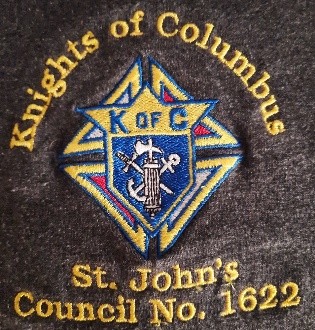 Knights of Columbus
K OF C
St. John's
Council No. 1622